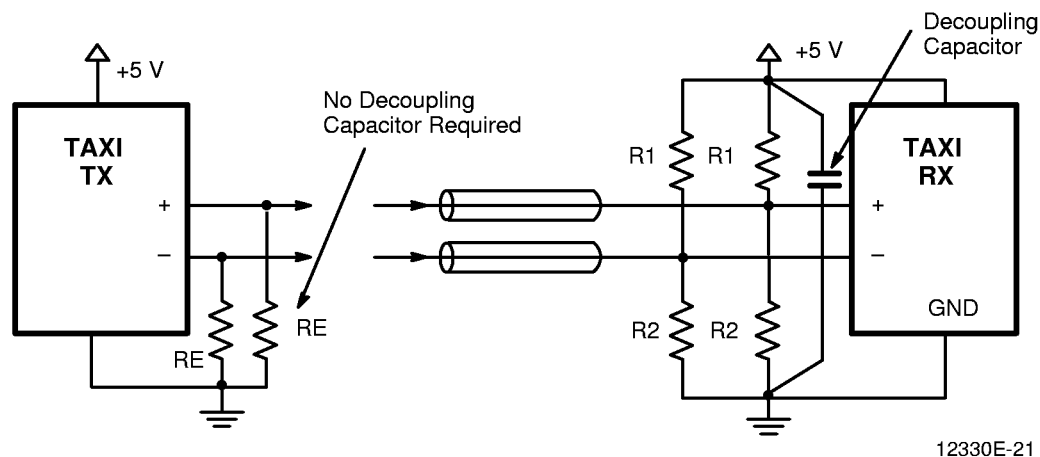 Decoupling
Capacitor
+5 V
+5 V
No Decoupling
Capacitor Required
TAXI
TX
R1
R1
TAXI
RX
+
+
–
–
GND
RE
RE
R2
R2
12330E-21